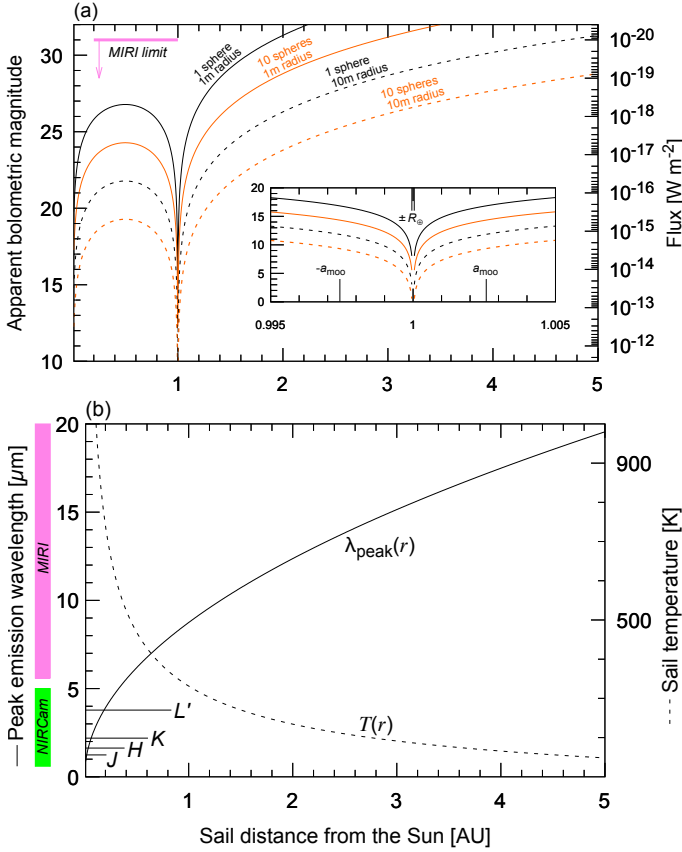 (a)
Apparent bolometric magnitude
30
25
20
15
10
MIRI limit
1 sphere
1m radius
10 spheres
1m radius
1 sphere
10m radius
10 spheres
10m radius
10-20
10-19
10-18
10-17
10-16
10-15
10-14
10-13
10-12
Flux [W m-2]
20
15
10
5
0
± R⊕
-amoo
amoo
0.995
1
1.005
1
2
3
4
5
(b)
Peak emission wavelength [μm]
MIRI
NIRCam
20
15
10
5
0
λpeak(r)
T(r)
L'
K
H
J
900
500
Sail temperature [K]
1
2
3
4
5
Sail distance from the Sun [AU]